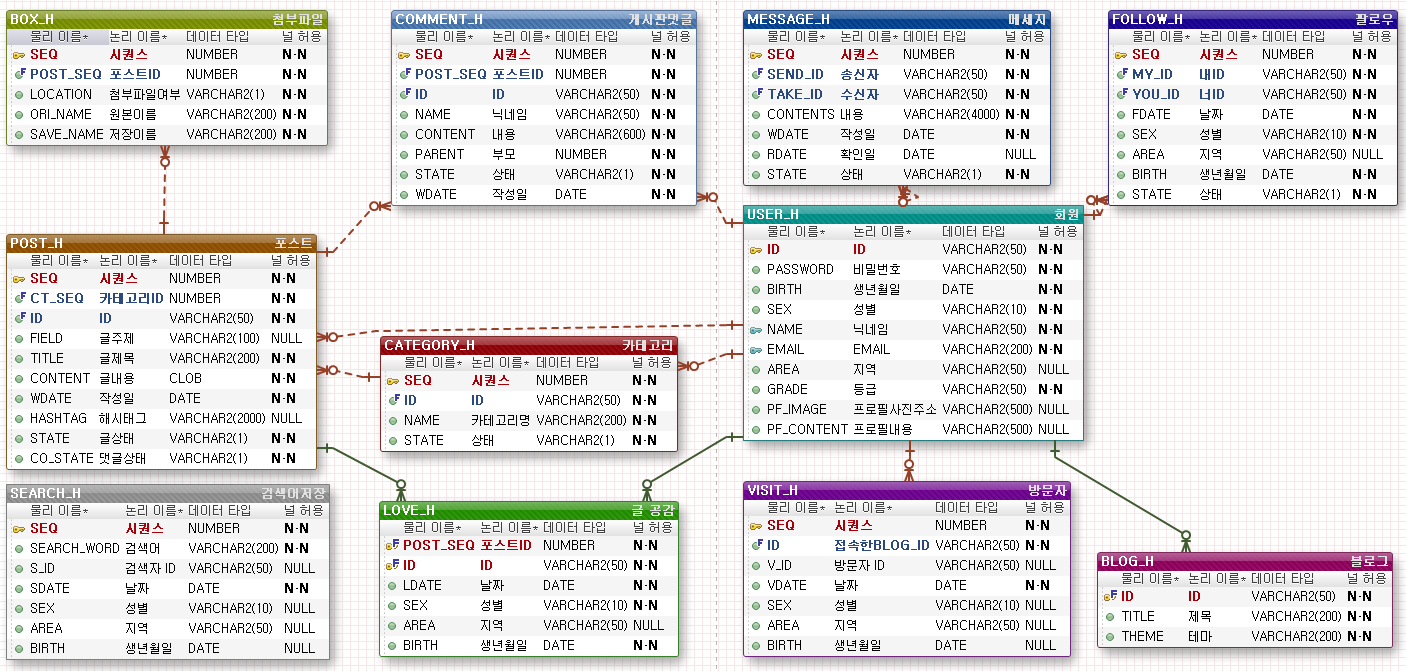 BOX_H 첨부파일
물리 이름* 논리 이름* 데이터 타입 널 허용
SEQ 시퀀스 NUMBER N·N
POST_SEQ 포스트ID NUMBER N·N
LOCATION 첨부파일여부 VARCHAR2(1) N·N
ORI_NAME 원본이름 VARCHAR2(200) N·N
SAVE_NAME 저장이름 VARCHAR2(200) N·N
COMMENT_H 게시판댓글
물리 이름* 논리 이름* 데이터 타입 널 허용
SEQ 시퀀스 NUMBER N·N
POST_SEQ 포스트ID NUMBER N·N
ID ID VARCHAR2(50) N·N
NAME 닉네임 VARCHAR2(50) N·N
CONTENT 내용 VARCHAR2(600) N·N
PARENT 부모 NUMBER N·N
STATE 상태 VARCHAR2(1) N·N
WDATE 작성일 DATE N·N
MESSAGE_H 메세지
물리 이름* 논리 이름* 데이터 타입 널 허용
SEQ 시퀀스 NUMBER N·N
SEND_ID 송신자 VARCHAR2(50) N·N
TAKE_ID 수신자 VARCHAR2(50) N·N
CONTENTS 내용 VARCHAR2(4000) N·N
WDATE 작성일 DATE N·N
RDATE 확인일 DATE NULL
STATE 상태 VARCHAR2(1) N·N
FOLLOW_H 팔로우
물리 이름* 논리 이름* 데이터 타입 널 허용
SEQ 시퀀스 NUMBER N·N
MY_ID 내ID VARCHAR2(50) N·N
YOU_ID 너ID VARCHAR2(50) N·N
FDATE 날짜 DATE N·N
SEX 성별 VARCHAR2(10) N·N
AREA 지역 VARCHAR2(50) NULL
BIRTH 생년월일 DATE N·N
STATE 상태 VARCHAR2(1) N·N
POST_H 포스트
물리 이름* 논리 이름* 데이터 타입 널 허용
SEQ 시퀀스 NUMBER N·N
CT_SEQ 카테고리ID NUMBER N·N
ID ID VARCHAR2(50) N·N
FIELD 글주제 VARCHAR2(100) NULL
TITLE 글제목 VARCHAR2(200) N·N
CONTENT 글내용 CLOB N·N
WDATE 작성일 DATE N·N
HASHTAG 해시태그 VARCHAR2(2000) NULL
STATE 글상태 VARCHAR2(1) N·N
CO_STATE 댓글상태 VARCHAR2(1) N·N
USER_H 회원
물리 이름* 논리 이름* 데이터 타입 널 허용
ID ID VARCHAR2(50) N·N
PASSWORD 비밀번호 VARCHAR2(50) N·N
BIRTH 생년월일 DATE N·N
SEX 성별 VARCHAR2(10) N·N
NAME 닉네임 VARCHAR2(50) N·N
EMAIL EMAIL VARCHAR2(200) N·N
AREA 지역 VARCHAR2(50) NULL
GRADE 등급 VARCHAR2(50) N·N
PF_IMAGE 프로필사진주소 VARCHAR2(500) NULL
PF_CONTENT 프로필내용 VARCHAR2(500) NULL
CATEGORY_H 카테고리
물리 이름* 논리 이름* 데이터 타입 널 허용
SEQ 시퀀스 NUMBER N·N
ID ID VARCHAR2(50) N·N
NAME 카테고리명 VARCHAR2(200) N·N
STATE 상태 VARCHAR2(1) N·N
SEARCH_H 검색어저장
물리 이름* 논리 이름* 데이터 타입 널 허용
SEQ 시퀀스 NUMBER N·N
SEARCH_WORD 검색어 VARCHAR2(200) N·N
S_ID 검색자 ID VARCHAR2(50) NULL
SDATE 날짜 DATE N·N
SEX 성별 VARCHAR2(10) NULL
AREA 지역 VARCHAR2(50) NULL
BIRTH 생년월일 DATE NULL
LOVE_H 글 공감
물리 이름* 논리 이름* 데이터 타입 널 허용
POST_SEQ 포스트ID NUMBER N·N
ID ID VARCHAR2(50) N·N
LDATE 날짜 DATE N·N
SEX 성별 VARCHAR2(10) N·N
AREA 지역 VARCHAR2(50) NULL
BIRTH 생년월일 DATE N·N
VISIT_H 방문자
물리 이름* 논리 이름* 데이터 타입 널 허용
SEQ 시퀀스 NUMBER N·N
ID 접속한BLOG_ID VARCHAR2(50) N·N
V_ID 방문자 ID VARCHAR2(50) NULL
VDATE 날짜 DATE N·N
SEX 성별 VARCHAR2(10) NULL
AREA 지역 VARCHAR2(50) NULL
BIRTH 생년월일 DATE NULL
BLOG_H 블로그
물리 이름* 논리 이름* 데이터 타입 널 허용
ID ID VARCHAR2(50) N·N
TITLE 제목 VARCHAR2(200) N·N
THEME 테마 VARCHAR2(200) N·N